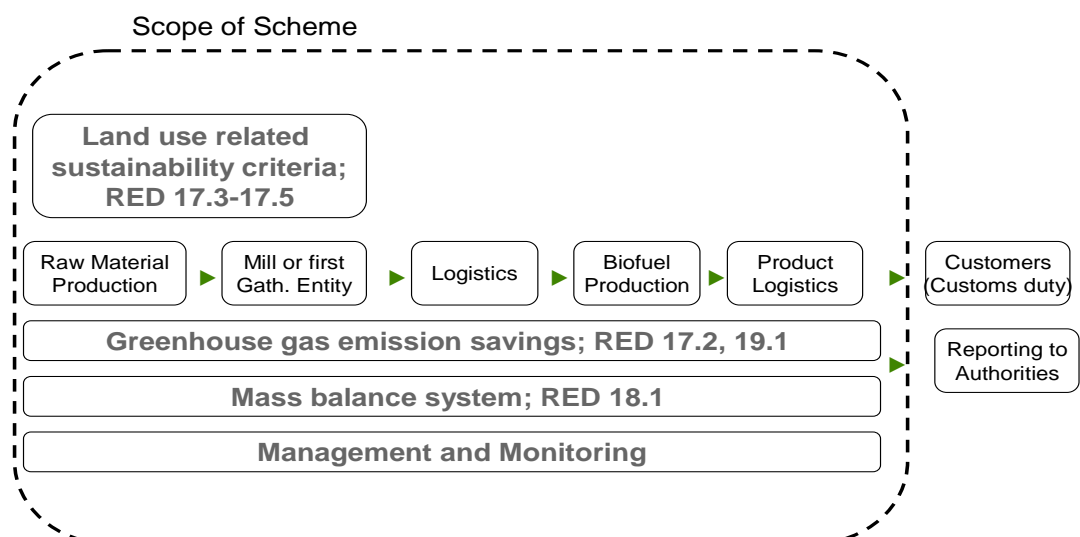 Scope of Scheme
Land use related
sustainability criteria;
RED 17.3-17.5
Raw Material
Production
Mill or first
Gath. Entity
Logistics
Biofuel
Production
Product
Logistics
Customers
(Customs duty)
Greenhouse gas emission savings; RED 17.2, 19.1
Reporting to
Authorities
Mass balance system; RED 18.1
Management and Monitoring